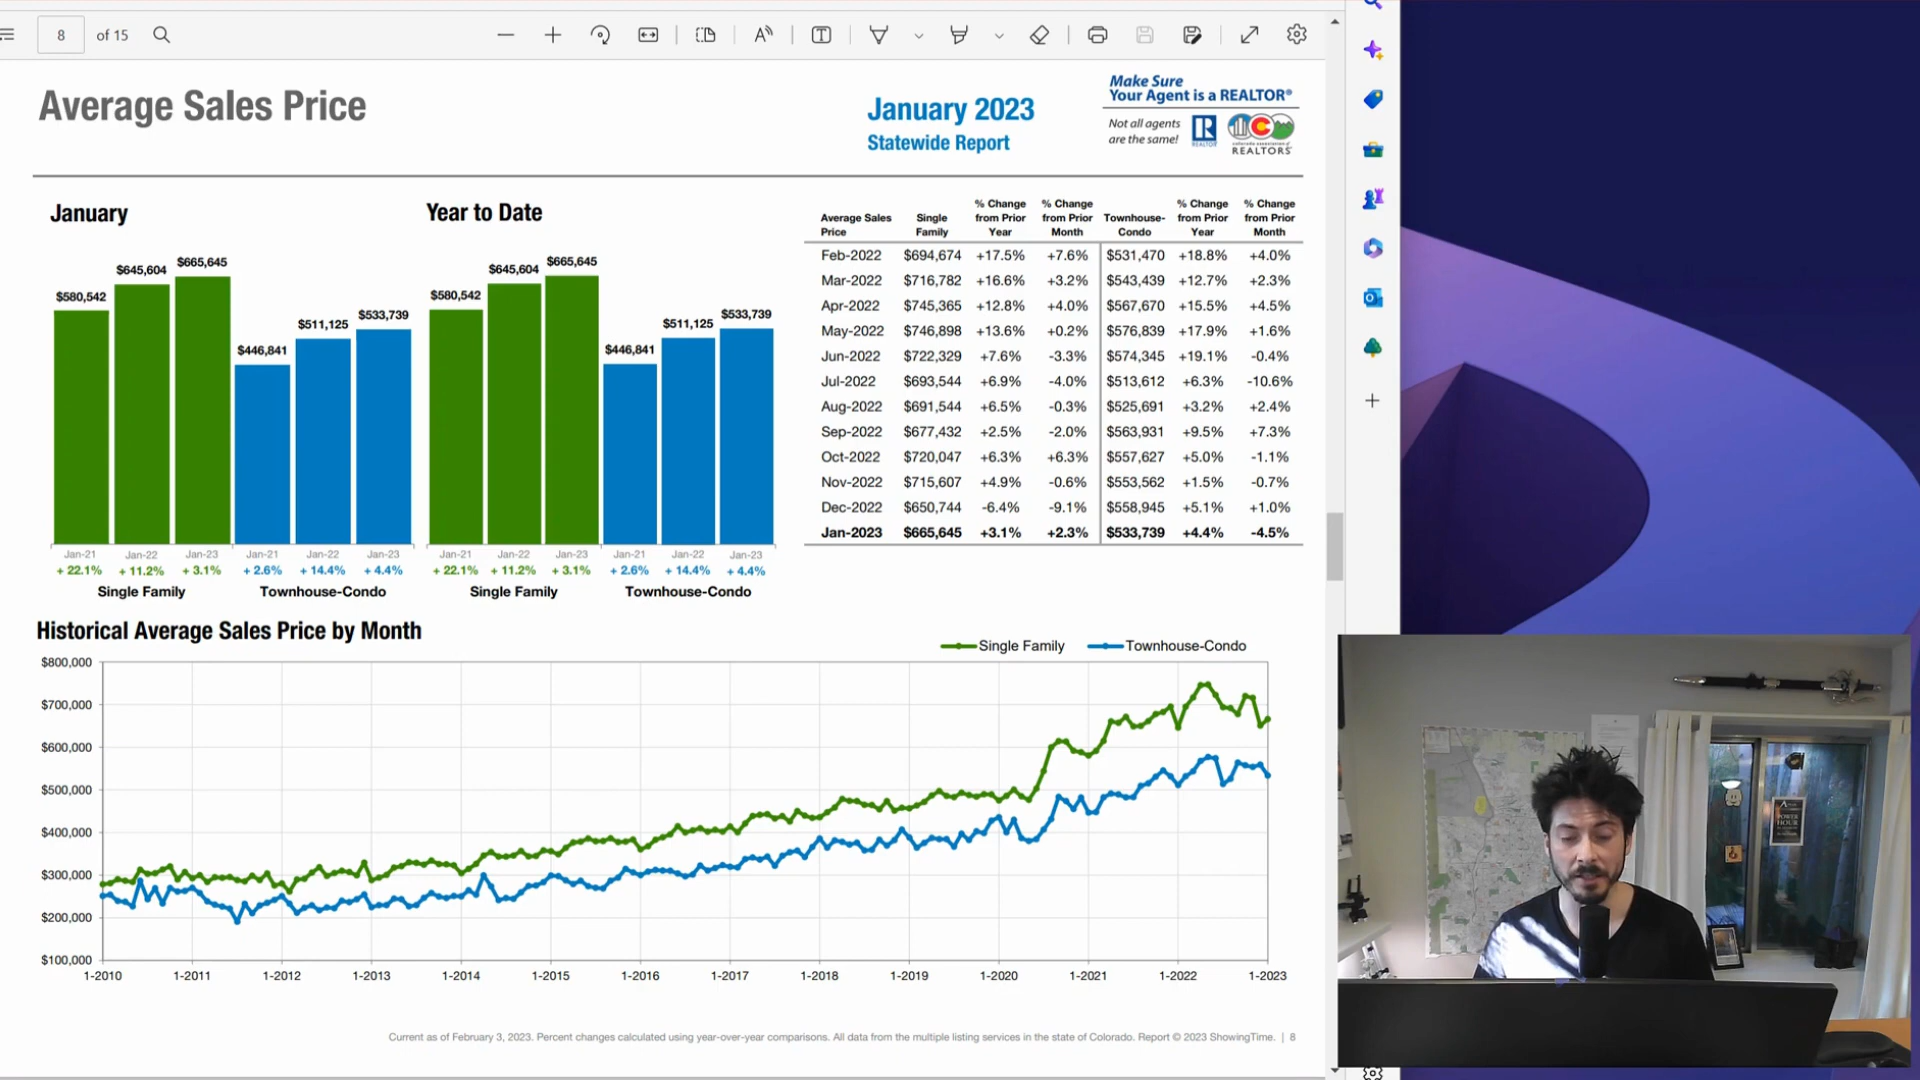 8 of 15
Average Sales Price
January 2023
Statewide Report
Make Sure
Your Agent is a REALTOR®
Not all agents
are the same!
REALTOR
colorado association of
REALTORS
January
$580,542 $645,604 $665,645 $446,841 $511,125 $533,739
Jan-21 Jan-22 Jan-23 Jan-21 Jan-22 Jan-23
+ 22.1% + 11.2% + 3.1% + 2.6% + 14.4% + 4.4%
Single Family Townhouse-Condo
Year to Date
$580,542 $645,604 $665,645 $446,841 $511,125 $533,739
Jan-21 Jan-22 Jan-23 Jan-21 Jan-22 Jan-23
+ 22.1% + 11.2% + 3.1% + 2.6% + 14.4% + 4.4%
Single Family Townhouse-Condo
% Change % Change % Change % Change
Average Sales Single from Prior from Prior Townhouse- from Prior from Prior
Price Family Year Month Condo Year Month
Feb-2022 $694,674 +17.5% +7.6% $531,470 +18.8% +4.0%
Mar-2022 $716,782 +16.6% +3.2% $543,439 +12.7% +2.3%
Apr-2022 $745,365 +12.8% +4.0% $567,670 +15.5% +4.5%
May-2022 $746,898 +13.6% +0.2% $576,839 +17.9% +1.6%
Jun-2022 $722,329 +7.6% -3.3% $574,345 +19.1% -0.4%
Jul-2022 $693,544 +6.9% -4.0% $513,612 +6.3% -10.6%
Aug-2022 $691,544 +6.5% -0.3% $525,691 +3.2% +2.4%
Sep-2022 $677,432 +2.5% -2.0% $563,931 +9.5% +7.3%
Oct-2022 $720,047 +6.3% +6.3% $557,627 +5.0% -1.1%
Nov-2022 $715,607 +4.9% -0.6% $553,562 +1.5% -0.7%
Dec-2022 $650,744 -6.4% -9.1% $558,945 +5.1% +1.0%
Jan-2023 $665,645 +3.1% +2.3% $533,739 +4.4% -4.5%
Historical Average Sales Price by Month
Single Family Townhouse-Condo
$800,000
$700,000
$600,000
$500,000
$400,000
$300,000
$200,000
$100,000
1-2010 1-2011 1-2012 1-2013 1-2014 1-2015 1-2016 1-2017 1-2018 1-2019 1-2020 1-2021 1-2022 1-2023
Current as of February 3, 2023. Percent changes calculated using year-over-year comparisons. All data from the multiple listing services in the state of Colorado. Report © 2023 ShowingTime. | 8
POWER
HOUR